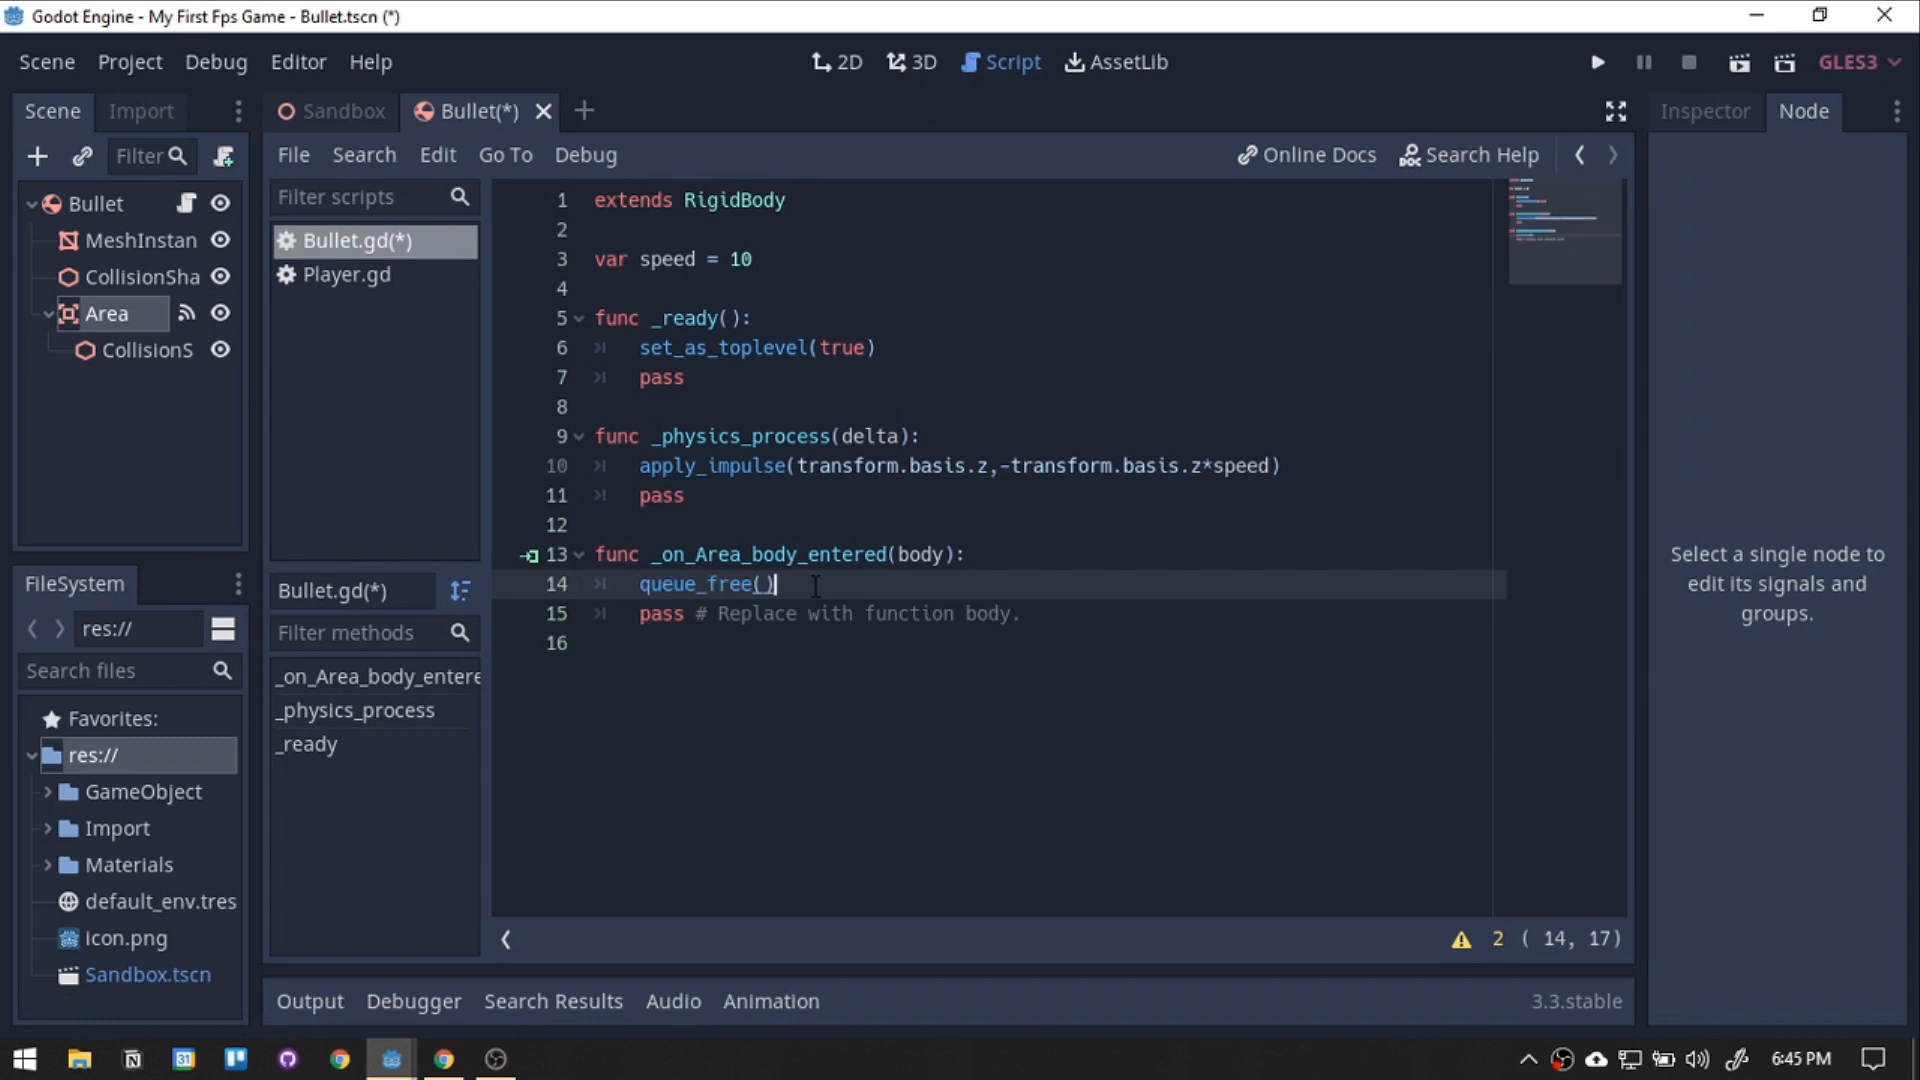 Godot Engine - My First Fps Game - Bullet.tscn (*)
Scene Project Debug Editor Help
2D 3D Script AssetLib
GLES3
Scene Import
Filter
Bullet
MeshInstan
CollisionSha
Area
CollisionS
FileSystem
res://
Search files
Favorites:
res://
GameObject
Import
Materials
default_env.tres
icon.png
Sandbox.tscn
Sandbox Bullet(*)
File Search Edit Go To Debug
Online Docs Search Help
Filter scripts
Bullet.gd(*)
Player.gd
Bullet.gd(*)
Filter methods
_on_Area_body_entere
_physics_process
_ready
1 extends RigidBody
2
3 var speed = 10
4
5 func _ready():
6 set_as_toplevel(true)
7 pass
8
9 func _physics_process(delta):
10 apply_impulse(transform.basis.z,-transform.basis.z*speed)
11 pass
12
13 func _on_Area_body_entered(body):
14 queue_free()
15 pass # Replace with function body.
16
2 ( 14, 17)
Output Debugger Search Results Audio Animation
3.3.stable
Inspector Node
Select a single node to
edit its signals and
groups.
31
6:45 PM